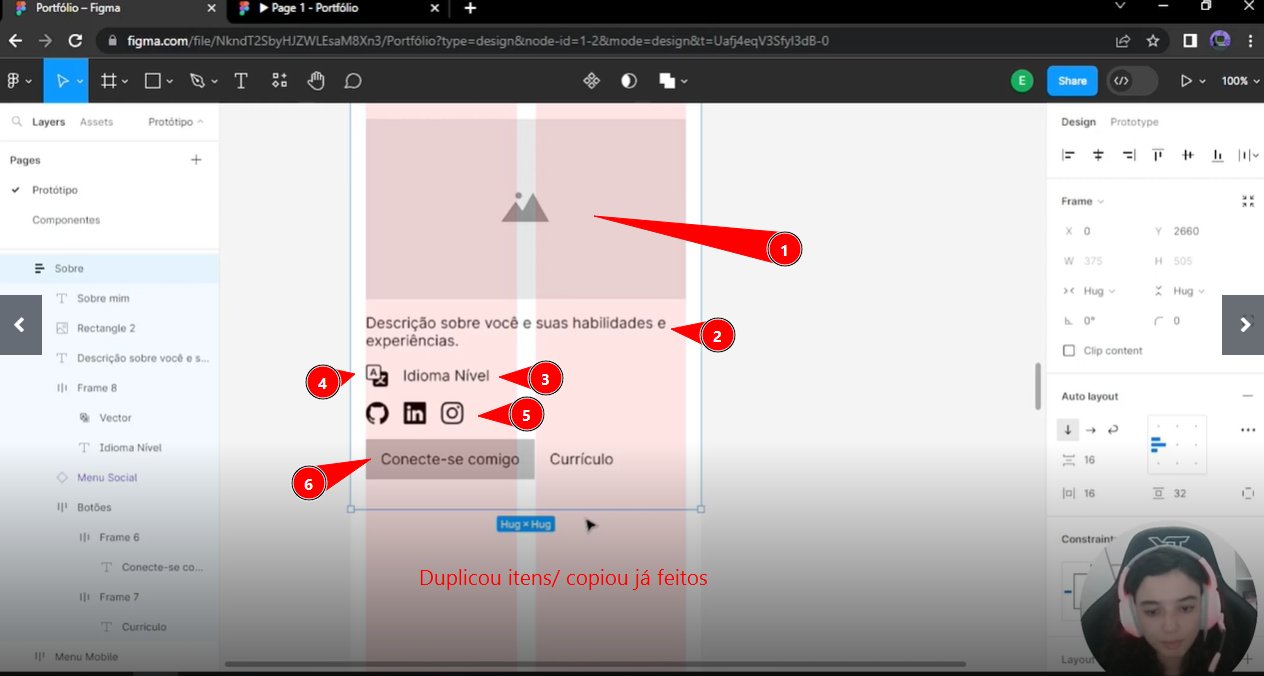 Portfólio – Figma
Page 1 - Portfólio
figma.com/file/NkndT2SbyHJZWLEsaM8Xn3/Portfólio?type=design&node-id=1-2&mode=design&t=Uafj4eqV3SfyI3dB-0
E
Share
100%
Layers
Assets
Protótipo
Design
Prototype
Pages
Protótipo
Componentes
Sobre
Sobre mim
Rectangle 2
Descrição sobre você e s...
Frame 8
Vector
Idioma Nível
Menu Social
Botões
Frame 6
Conecte-se co...
Frame 7
Currículo
Menu Mobile
1
Descrição sobre você e suas habilidades e
experiências.
2
4
A
Idioma Nível
3
in
5
Conecte-se comigo
Currículo
6
Hug × Hug
Duplicou itens/ copiou já feitos
Frame
X 0
Y 2660
W 375
H 505
Hug
Hug
0°
0
Clip content
Auto layout
16
16
32
Constraint
Layou